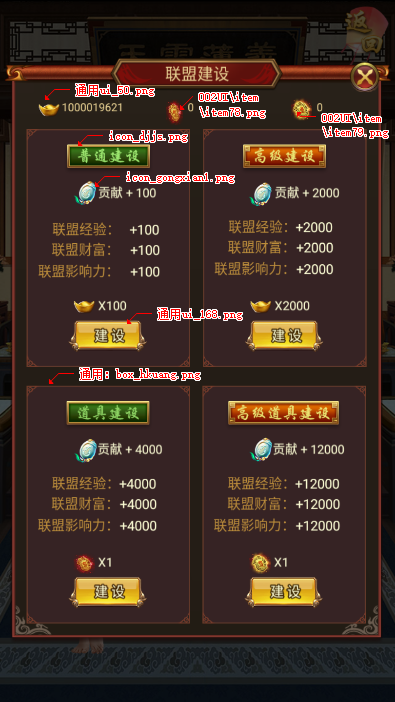 返回
联盟建设
通用ui_60.png
1000019621
0
002UI\item\item78.png
0
002UI\item\item79.png
icon_djjs.png
普通建设
高级建设
icon_gongxian1.png
贡献 + 100
贡献 + 2000
联盟经验： +100
联盟经验： +2000
联盟财富： +100
联盟财富： +2000
联盟影响力： +100
联盟影响力： +2000
X100
X2000
通用ui_168.png
建设
建设
通用：box_hkuang.png
道具建设
高级道具建设
贡献 + 4000
贡献 + 12000
联盟经验： +4000
联盟经验： +12000
联盟财富： +4000
联盟财富： +12000
联盟影响力： +4000
联盟影响力： +12000
X1
X1
建设
建设